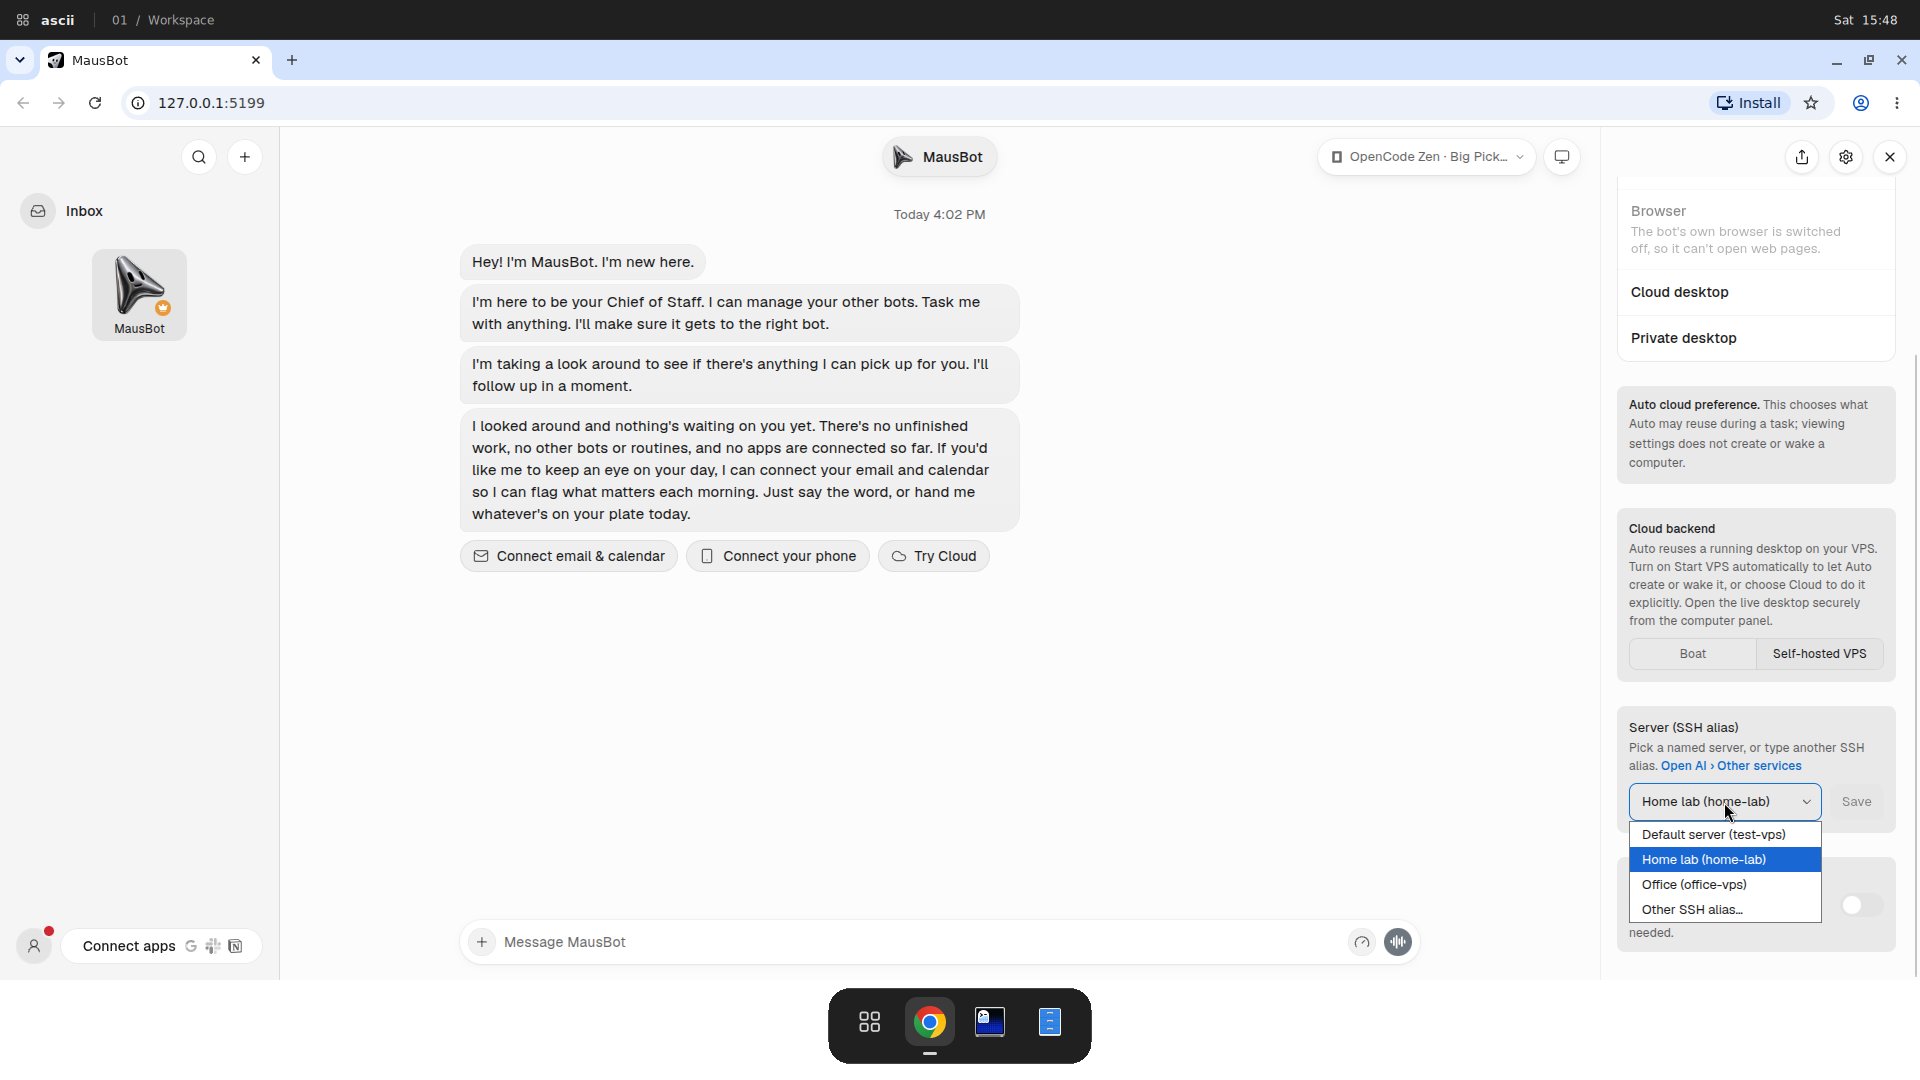 ascii
01 / Workspace
Sat 15:48
MausBot
127.0.0.1:5199
Install
Inbox
MausBot
Connect apps
MausBot
OpenCode Zen · Big Pick...
Today 4:02 PM
Hey! I'm MausBot. I'm new here.
I'm here to be your Chief of Staff. I can manage your other bots. Task me
with anything. I'll make sure it gets to the right bot.
I'm taking a look around to see if there's anything I can pick up for you. I'll
follow up in a moment.
I looked around and nothing's waiting on you yet. There's no unfinished
work, no other bots or routines, and no apps are connected so far. If you'd
like me to keep an eye on your day, I can connect your email and calendar
so I can flag what matters each morning. Just say the word, or hand me
whatever's on your plate today.
Connect email & calendar
Connect your phone
Try Cloud
Message MausBot
Browser
The bot's own browser is switched
off, so it can't open web pages.
Cloud desktop
Private desktop
Auto cloud preference. This chooses what
Auto may reuse during a task; viewing
settings does not create or wake a
computer.
Cloud backend
Auto reuses a running desktop on your VPS.
Turn on Start VPS automatically to let Auto
create or wake it, or choose Cloud to do it
explicitly. Open the live desktop securely
from the computer panel.
Boat
Self-hosted VPS
Server (SSH alias)
Pick a named server, or type another SSH
alias. Open AI › Other services
Home lab (home-lab)
Save
Default server (test-vps)
Home lab (home-lab)
Office (office-vps)
Other SSH alias...
needed.